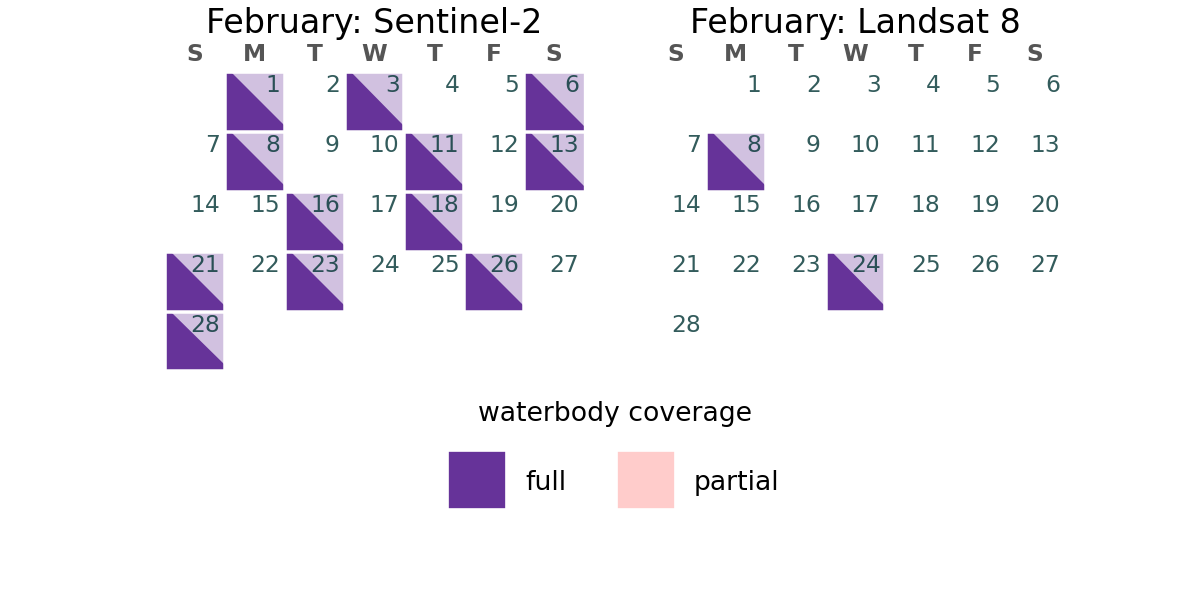 February: Sentinel-2
S M T W T F S
1 2 3 4 5 6
7 8 9 10 11 12 13
14 15 16 17 18 19 20
21 22 23 24 25 26 27
28
February: Landsat 8
S M T W T F S
1 2 3 4 5 6
7 8 9 10 11 12 13
14 15 16 17 18 19 20
21 22 23 24 25 26 27
28
waterbody coverage
full partial